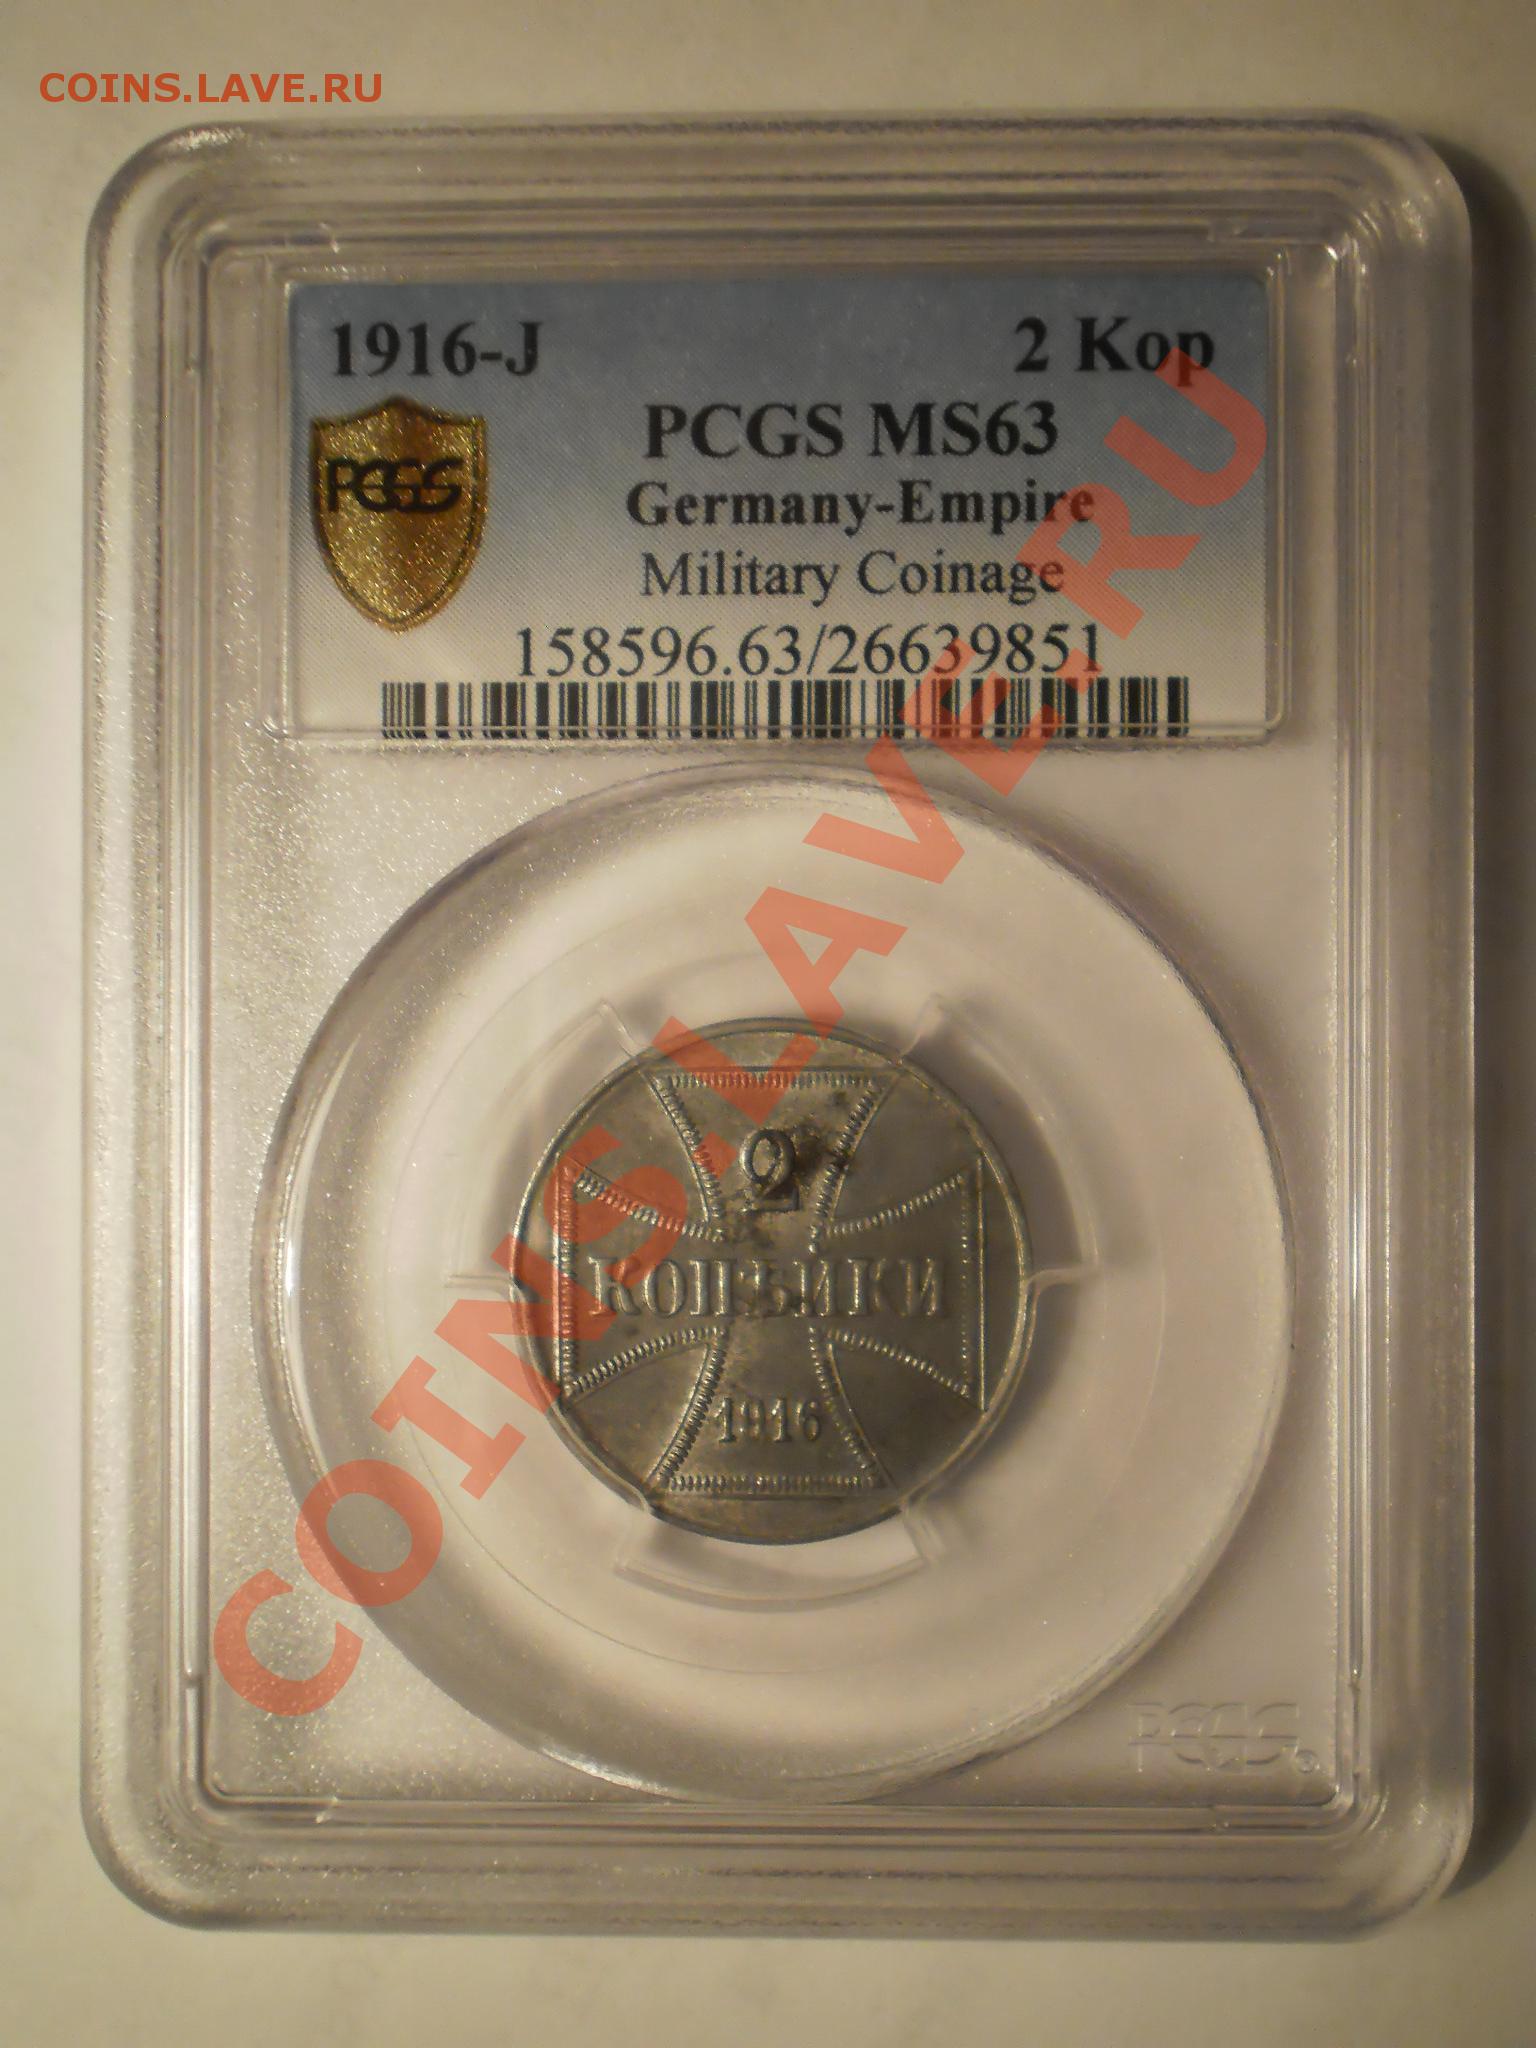 COINS.LAVE.RU
1916-J 2 Kop
PCGS MS63
PCGS
Germany-Empire
Military Coinage
158596.63/26639851
COINS.LAVE.RU
2
КОПѢЙКИ
1916
PCGS®